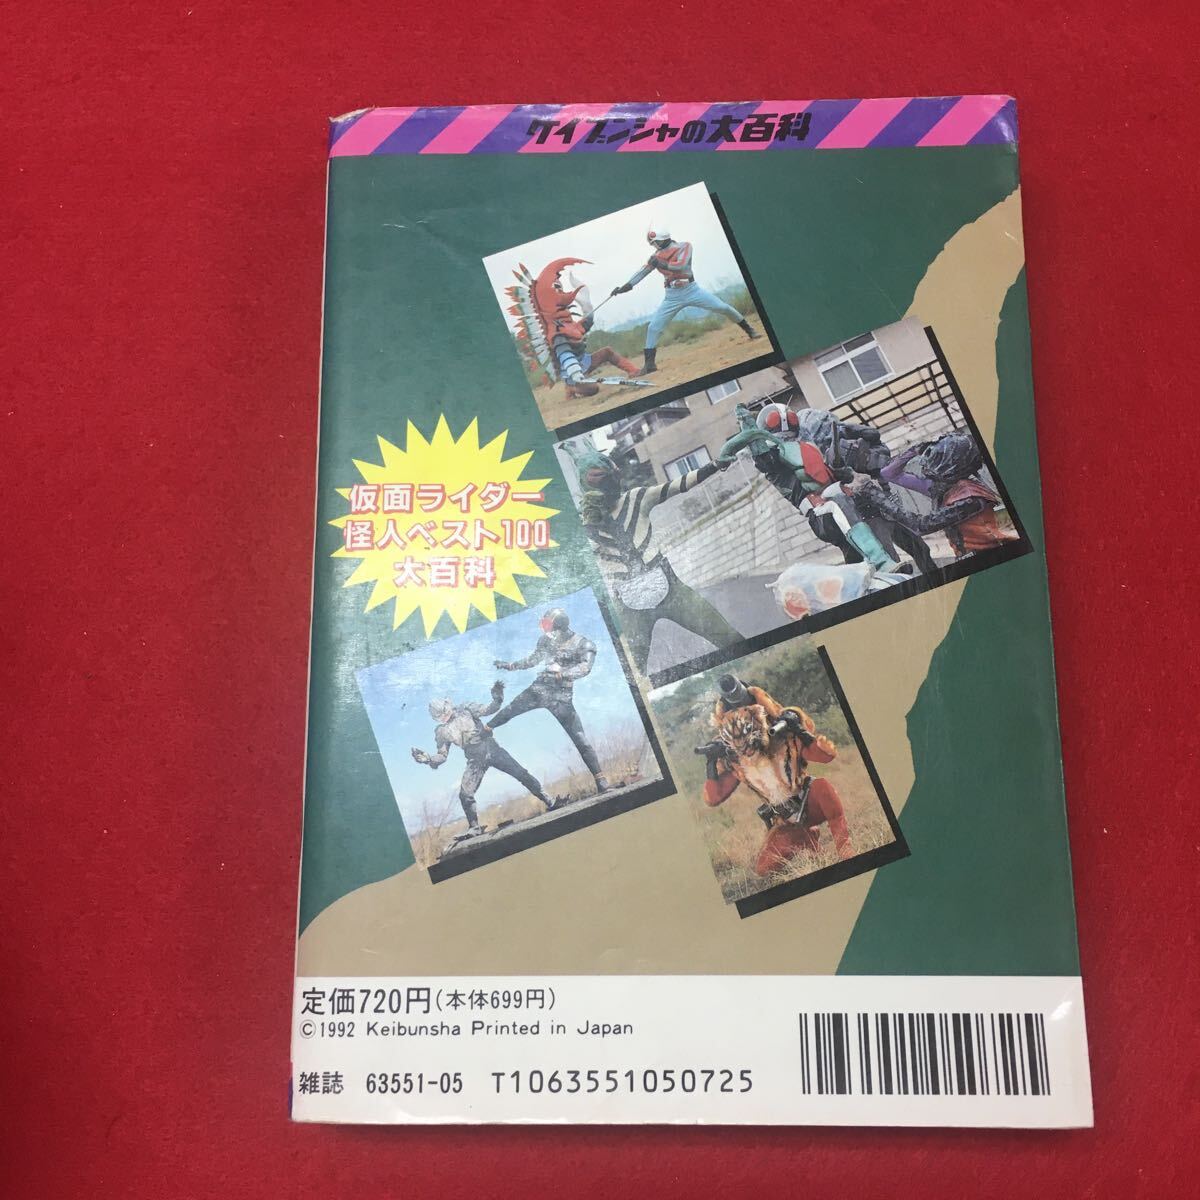 ケイブンシャの大百科
仮面ライダー
怪人ベスト100
大百科
定価720円(本体699円)
©1992 Keibunsha Printed in Japan
雑誌 63551-05 T1063551050725